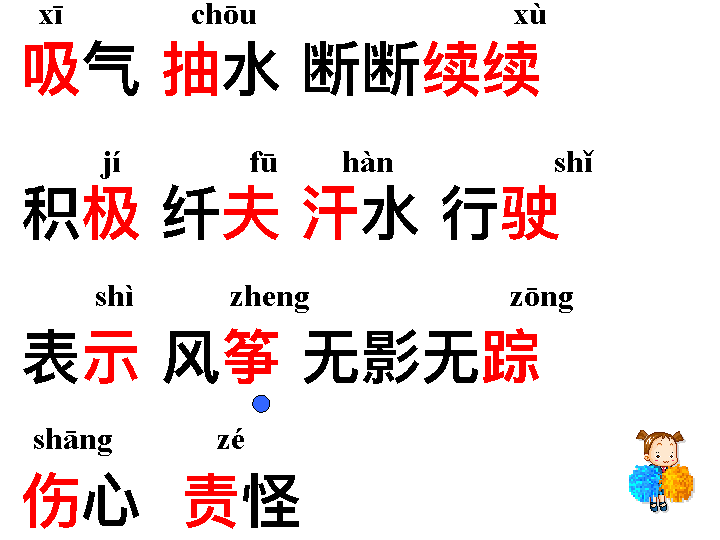 xī chōu xù
吸气 抽水 断断续续
jí fū hàn shǐ
积极 纤夫 汗水 行驶
shì zheng zōng
表示 风筝 无影无踪
shāng zé
伤心 责怪